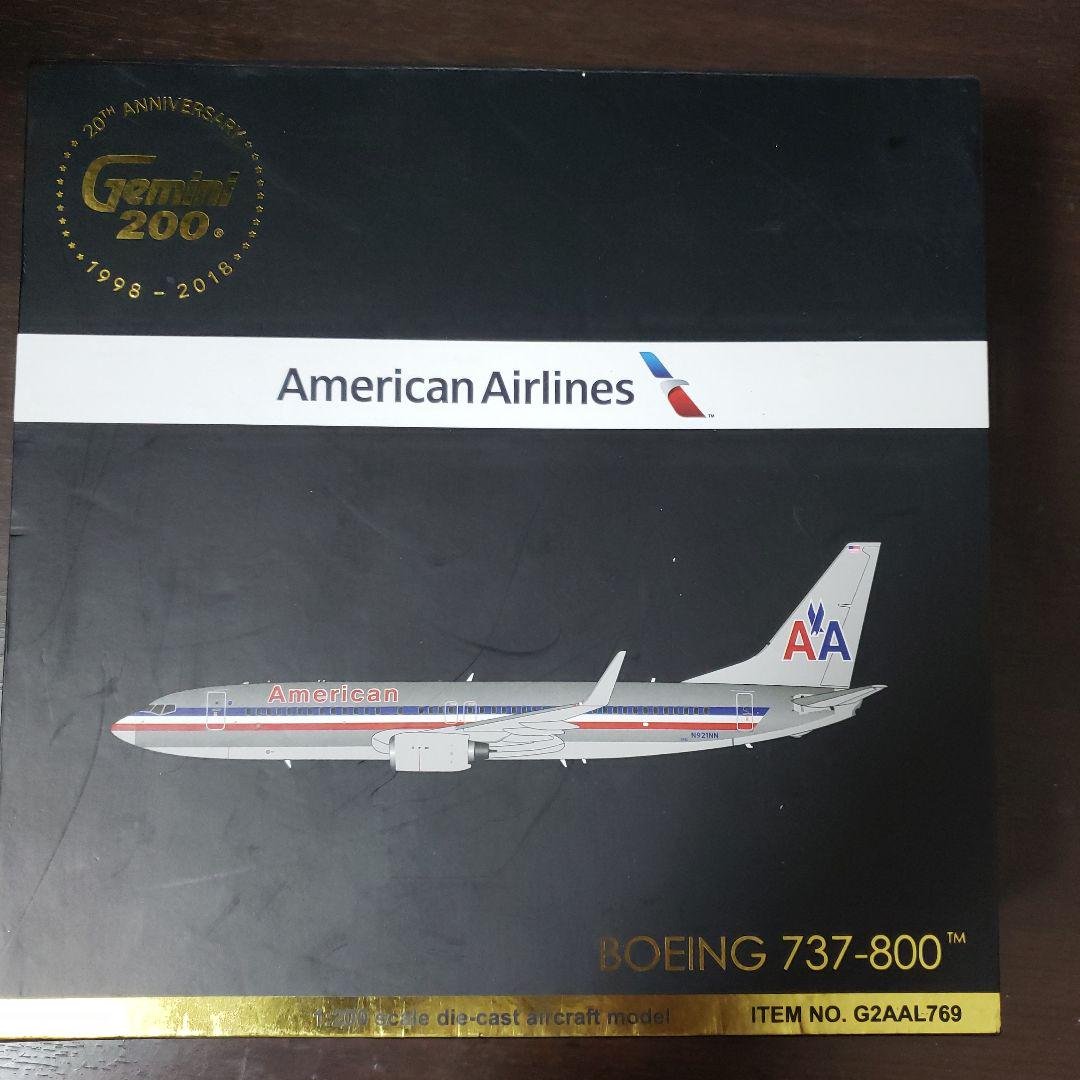 20TH ANNIVERSARY
Gemini
200®
1998 - 2018
American Airlines
TM
American
AA
N921NN
BOEING 737-800™
1:200 scale die-cast aircraft model
ITEM NO. G2AAL769